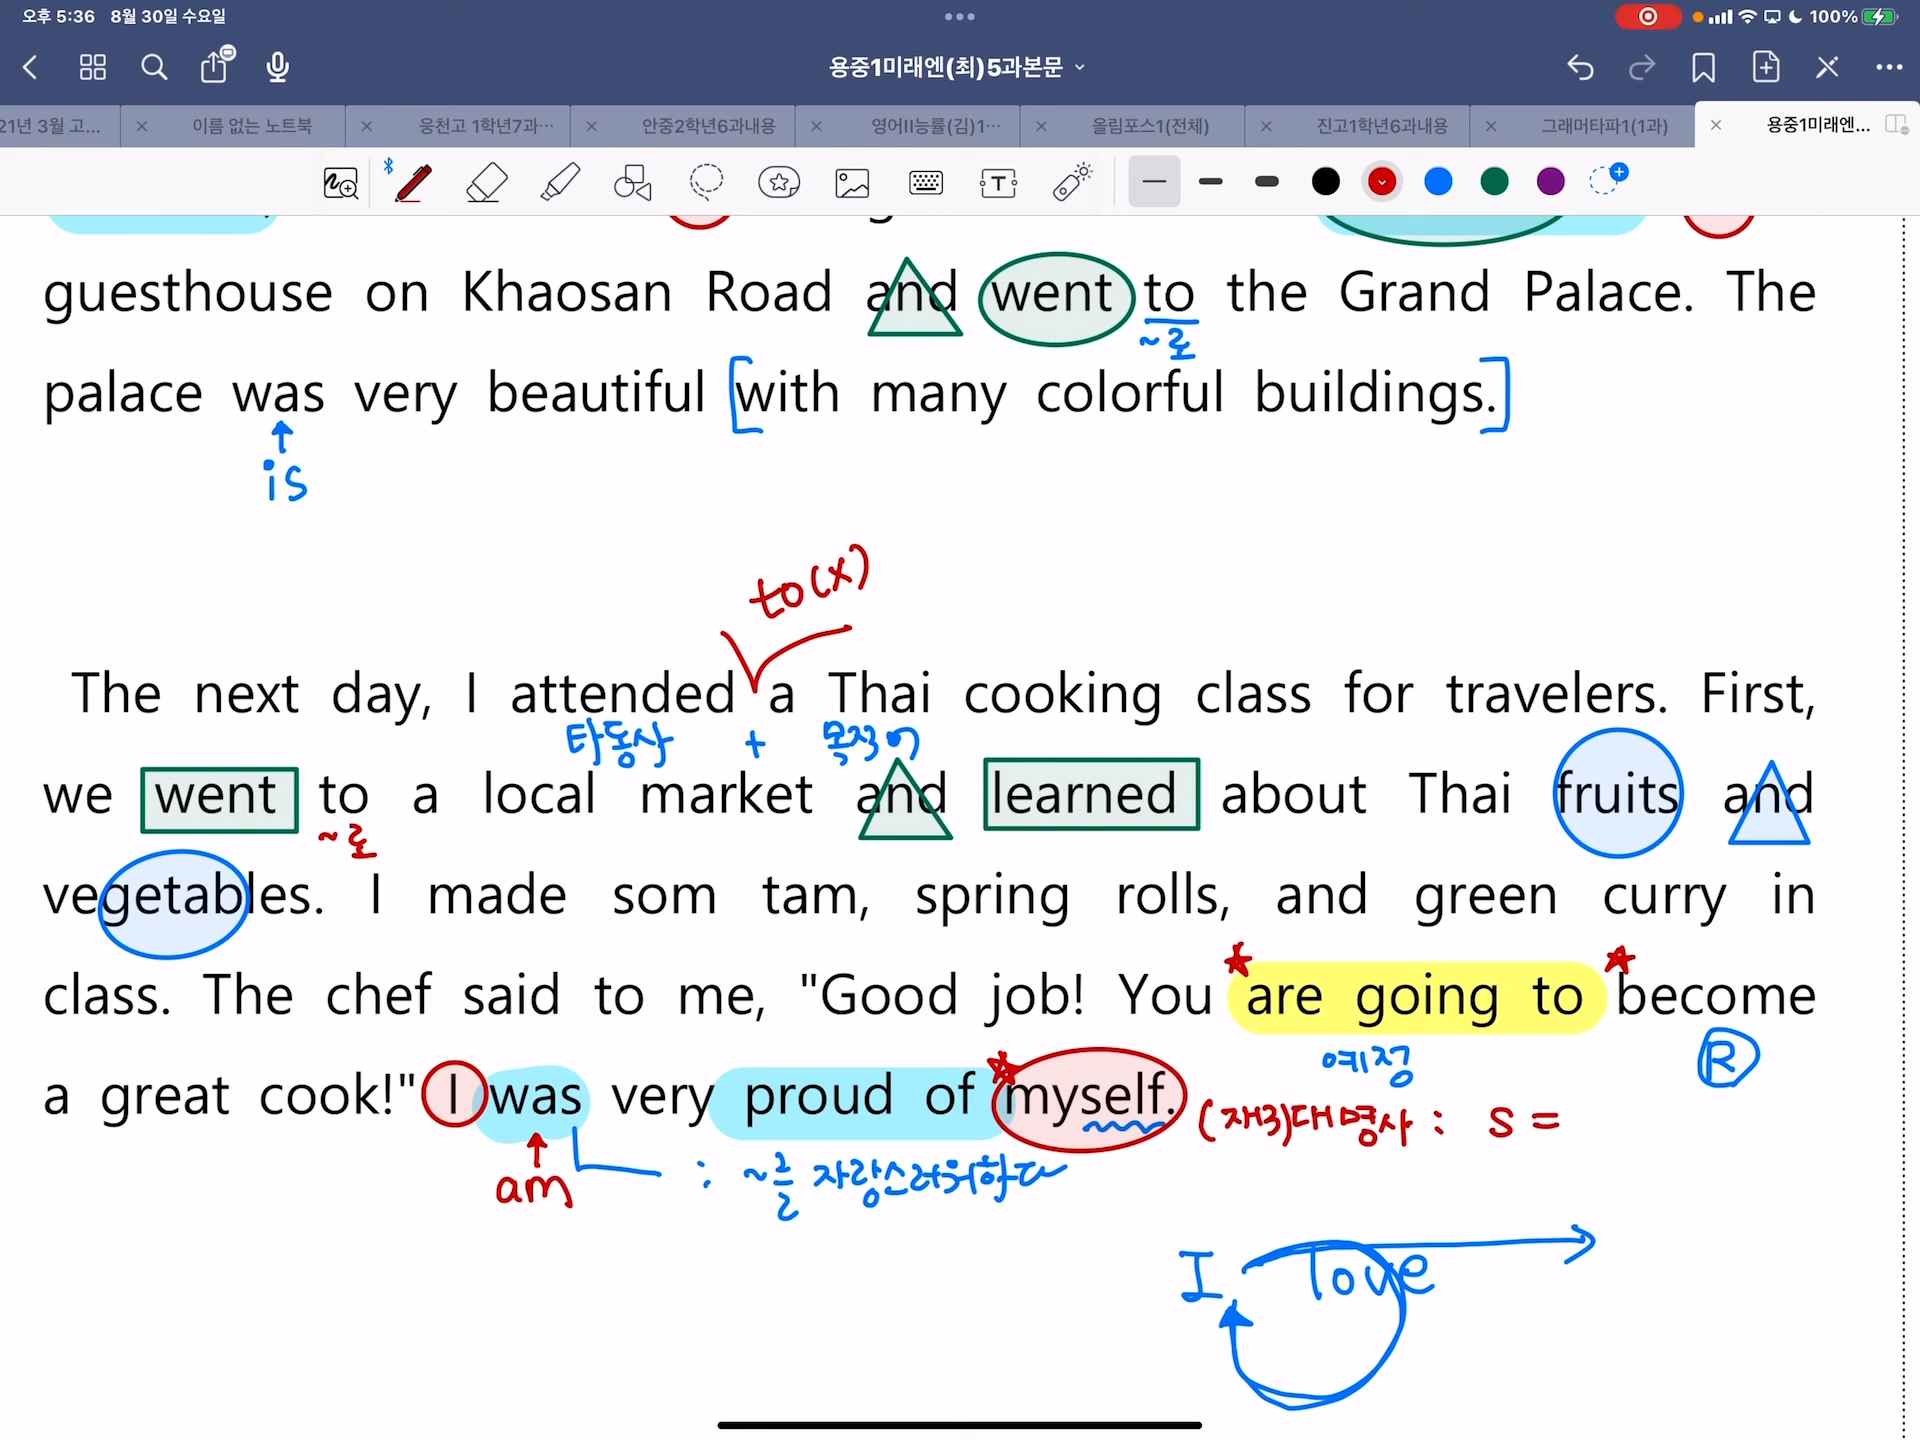 오후 5:36 8월 30일 수요일
100%
용중1미래엔(최)5과본문
21년 3월 고... 이름 없는 노트북 웅천고 1학년7과... 안중2학년6과내용 영어II능률(김)1... 올림포스1(전체) 진고1학년6과내용 그래머타파1(1과) 용중1미래엔...
guesthouse on Khaosan Road and went to the Grand Palace. The
~로
palace was very beautiful [with many colorful buildings.]
is
to(x)
The next day, I attended a Thai cooking class for travelers. First,
타동사 + 목적어
we went to a local market and learned about Thai fruits and
~로
vegetables. I made som tam, spring rolls, and green curry in
class. The chef said to me, "Good job! You are going to become
예정 R
a great cook!" I was very proud of myself. (재귀)대명사 : s =
am : ~를 자랑스러워하다
I love